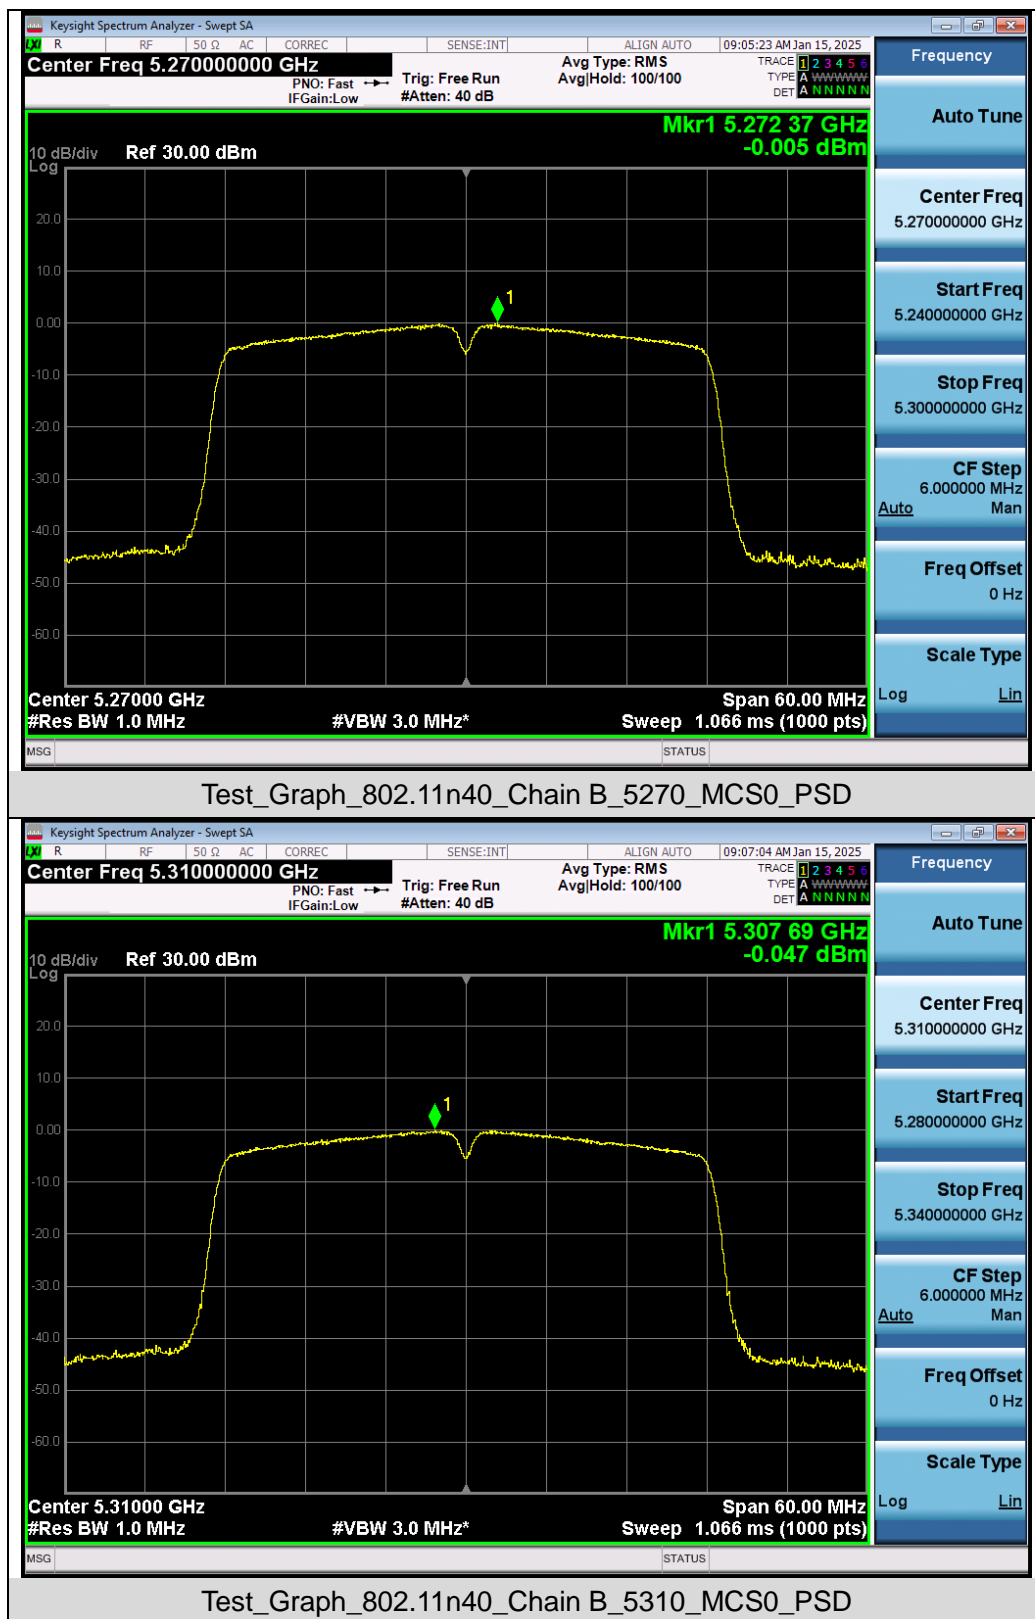 Keysight Spectrum Analyzer - Swept SA
LXI R RF 50 Ω AC CORREC SENSE:INT ALIGN AUTO 09:05:23 AM Jan 15, 2025
Center Freq 5.270000000 GHz
PNO: Fast
IFGain:Low
Trig: Free Run
#Atten: 40 dB
Avg Type: RMS
Avg|Hold: 100/100
TRACE 1 2 3 4 5 6
TYPE A WWWWW
DET A N N N N N
Frequency
Mkr1 5.272 37 GHz
-0.005 dBm
10 dB/div Ref 30.00 dBm
Log
20.0
10.0
0.00
-10.0
-20.0
-30.0
-40.0
-50.0
-60.0
1
Center 5.27000 GHz
Span 60.00 MHz
#Res BW 1.0 MHz #VBW 3.0 MHz* Sweep 1.066 ms (1000 pts)
Auto Tune
Center Freq
5.270000000 GHz
Start Freq
5.240000000 GHz
Stop Freq
5.300000000 GHz
CF Step
6.000000 MHz
Auto Man
Freq Offset
0 Hz
Scale Type
Log Lin
MSG STATUS
Test_Graph_802.11n40_Chain B_5270_MCS0_PSD
Keysight Spectrum Analyzer - Swept SA
LXI R RF 50 Ω AC CORREC SENSE:INT ALIGN AUTO 09:07:04 AM Jan 15, 2025
Center Freq 5.310000000 GHz
PNO: Fast
IFGain:Low
Trig: Free Run
#Atten: 40 dB
Avg Type: RMS
Avg|Hold: 100/100
TRACE 1 2 3 4 5 6
TYPE A WWWWW
DET A N N N N N
Frequency
Mkr1 5.307 69 GHz
-0.047 dBm
10 dB/div Ref 30.00 dBm
Log
20.0
10.0
0.00
-10.0
-20.0
-30.0
-40.0
-50.0
-60.0
1
Center 5.31000 GHz
Span 60.00 MHz
#Res BW 1.0 MHz #VBW 3.0 MHz* Sweep 1.066 ms (1000 pts)
Auto Tune
Center Freq
5.310000000 GHz
Start Freq
5.280000000 GHz
Stop Freq
5.340000000 GHz
CF Step
6.000000 MHz
Auto Man
Freq Offset
0 Hz
Scale Type
Log Lin
MSG STATUS
Test_Graph_802.11n40_Chain B_5310_MCS0_PSD